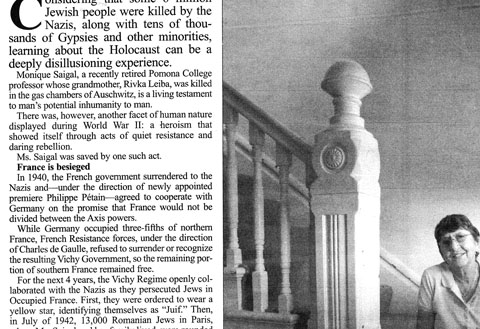 Considering that some 6 million
Jewish people were killed by the
Nazis, along with tens of thou-
sands of Gypsies and other minorities,
learning about the Holocaust can be a
deeply disillusioning experience.
Monique Saigal, a recently retired Pomona College
professor whose grandmother, Rivka Leiba, was killed
in the gas chambers of Auschwitz, is a living testament
to man's potential inhumanity to man.
There was, however, another facet of human nature
displayed during World War II: a heroism that
showed itself through acts of quiet resistance and
daring rebellion.
Ms. Saigal was saved by one such act.
France is besieged
In 1940, the French government surrendered to the
Nazis and—under the direction of newly appointed
premiere Philippe Pétain—agreed to cooperate with
Germany on the promise that France would not be
divided between the Axis powers.
While Germany occupied three-fifths of northern
France, French Resistance forces, under the direction
of Charles de Gaulle, refused to surrender or recognize
the resulting Vichy Government, so the remaining por-
tion of southern France remained free.
For the next 4 years, the Vichy Regime openly col-
laborated with the Nazis as they persecuted Jews in
Occupied France. First, they were ordered to wear a
yellow star, identifying themselves as “Juif.” Then,
in July of 1942, 13,000 Romanian Jews in Paris,